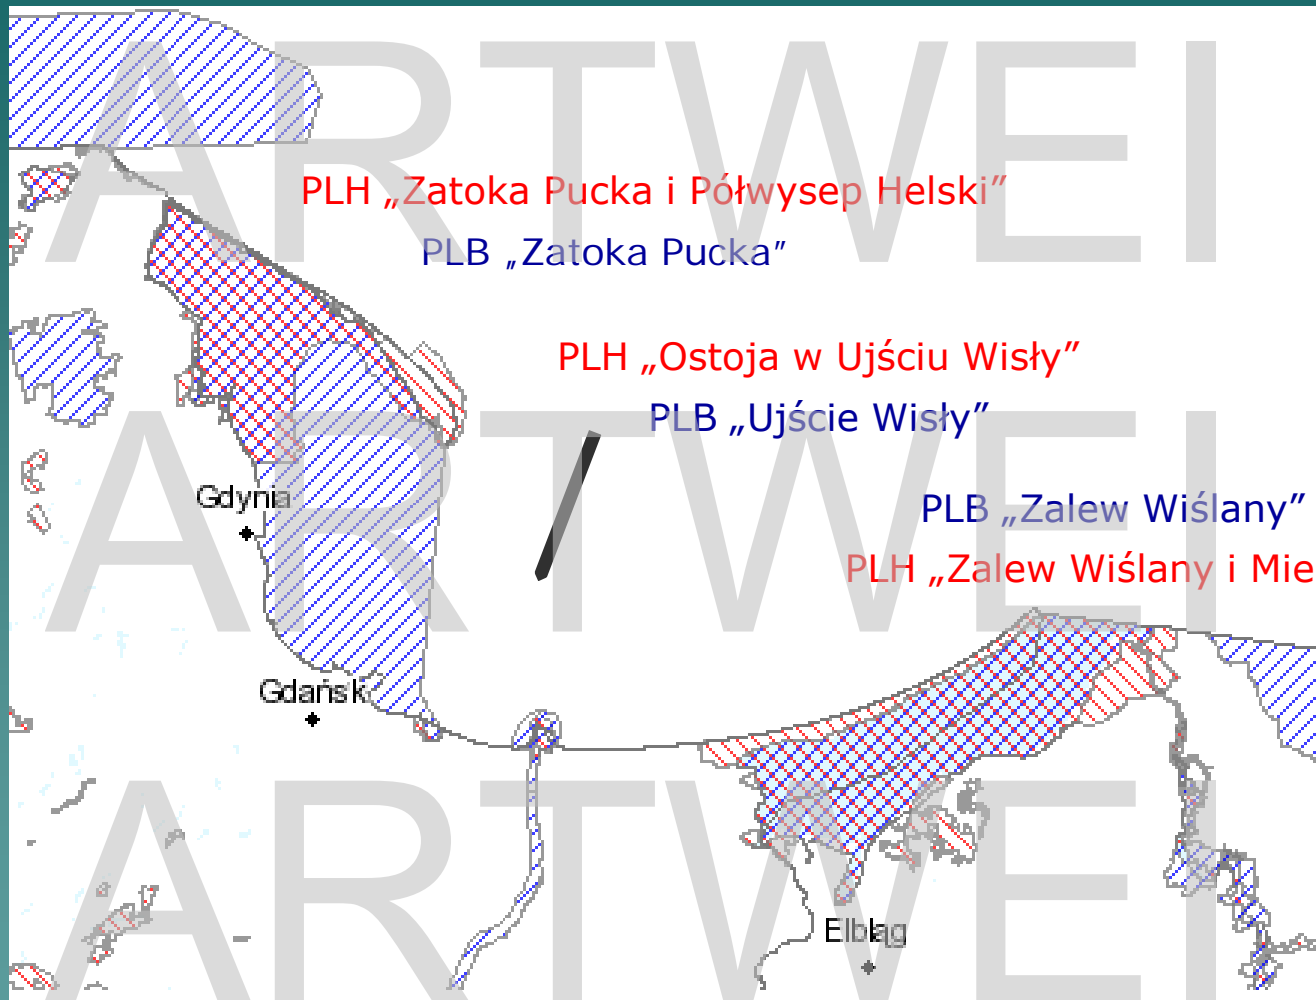 ARTWEI
PLH „Zatoka Pucka i Półwysep Helski”
PLB „Zatoka Pucka”
PLH „Ostoja w Ujściu Wisły”
PLB „Ujście Wisły”
ARTWEI
Gdynia
PLB „Zalew Wiślany”
PLH „Zalew Wiślany i Mie
Gdańsk
ARTWEI
Elbląg